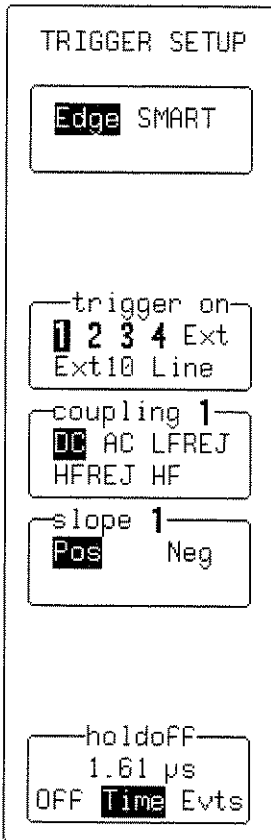 TRIGGER SETUP
Edge SMART
trigger on
1 2 3 4 Ext
Ext10 Line
coupling 1
DC AC LFREJ
HFREJ HF
slope 1
Pos Neg
holdoff
1.61 µs
OFF Time Evts